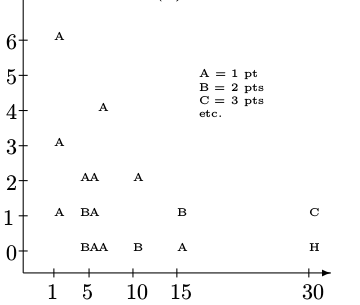 6 A
A = 1 pt
5
B = 2 pts
C = 3 pts
4 A
etc.
3 A
2 AA A
1 A BA B C
0 BAA B A H
1 5 10 15 30